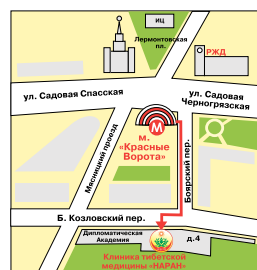 ИЦ
Лермонтовская
пл.
РЖД
ул. Садовая Спасская
ул. Садовая
Черногрязская
М
м.
«Красные
Ворота»
Мясницкий проезд
Боярский пер.
Б. Козловский пер.
Дипломатическая
Академия
д.4
Клиника тибетской
медицины «НАРАН»